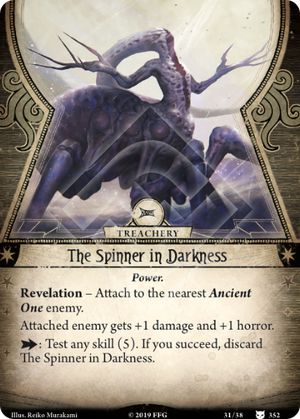 TREACHERY
The Spinner in Darkness
Power.
Revelation – Attach to the nearest Ancient
One enemy.
Attached enemy gets +1 damage and +1 horror.
: Test any skill (5). If you succeed, discard
The Spinner in Darkness.
Illus. Reiko Murakami © 2019 FFG 31/38 352